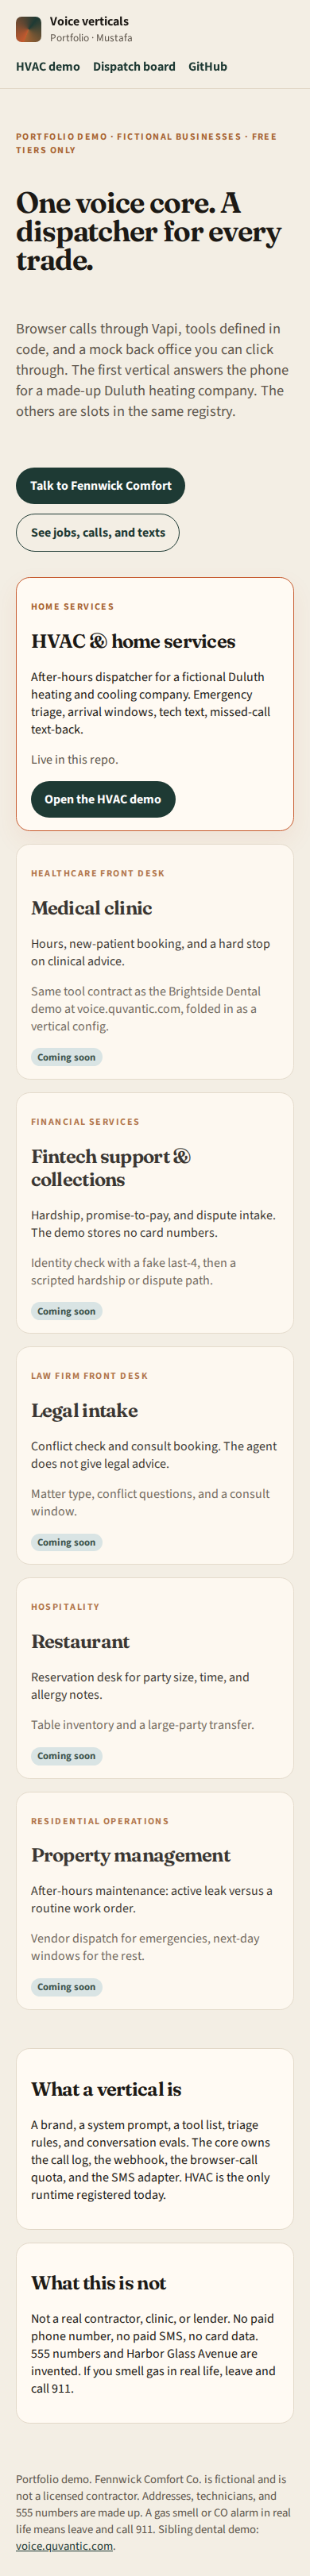 Voice verticals
Portfolio · Mustafa
HVAC demo Dispatch board GitHub
PORTFOLIO DEMO · FICTIONAL BUSINESSES · FREE
TIERS ONLY
One voice core. A
dispatcher for every
trade.
Browser calls through Vapi, tools defined in
code, and a mock back office you can click
through. The first vertical answers the phone
for a made-up Duluth heating company. The
others are slots in the same registry.
Talk to Fennwick Comfort
See jobs, calls, and texts
HOME SERVICES
HVAC & home services
After-hours dispatcher for a fictional Duluth
heating and cooling company. Emergency
triage, arrival windows, tech text, missed-call
text-back.
Live in this repo.
Open the HVAC demo
HEALTHCARE FRONT DESK
Medical clinic
Hours, new-patient booking, and a hard stop
on clinical advice.
Same tool contract as the Brightside Dental
demo at voice.quvantic.com, folded in as a
vertical config.
Coming soon
FINANCIAL SERVICES
Fintech support &
collections
Hardship, promise-to-pay, and dispute intake.
The demo stores no card numbers.
Identity check with a fake last-4, then a
scripted hardship or dispute path.
Coming soon
LAW FIRM FRONT DESK
Legal intake
Conflict check and consult booking. The agent
does not give legal advice.
Matter type, conflict questions, and a consult
window.
Coming soon
HOSPITALITY
Restaurant
Reservation desk for party size, time, and
allergy notes.
Table inventory and a large-party transfer.
Coming soon
RESIDENTIAL OPERATIONS
Property management
After-hours maintenance: active leak versus a
routine work order.
Vendor dispatch for emergencies, next-day
windows for the rest.
Coming soon
What a vertical is
A brand, a system prompt, a tool list, triage
rules, and conversation evals. The core owns
the call log, the webhook, the browser-call
quota, and the SMS adapter. HVAC is the only
runtime registered today.
What this is not
Not a real contractor, clinic, or lender. No paid
phone number, no paid SMS, no card data.
555 numbers and Harbor Glass Avenue are
invented. If you smell gas in real life, leave and
call 911.
Portfolio demo. Fennwick Comfort Co. is fictional and is
not a licensed contractor. Addresses, technicians, and
555 numbers are made up. A gas smell or CO alarm in real
life means leave and call 911. Sibling dental demo:
voice.quvantic.com.